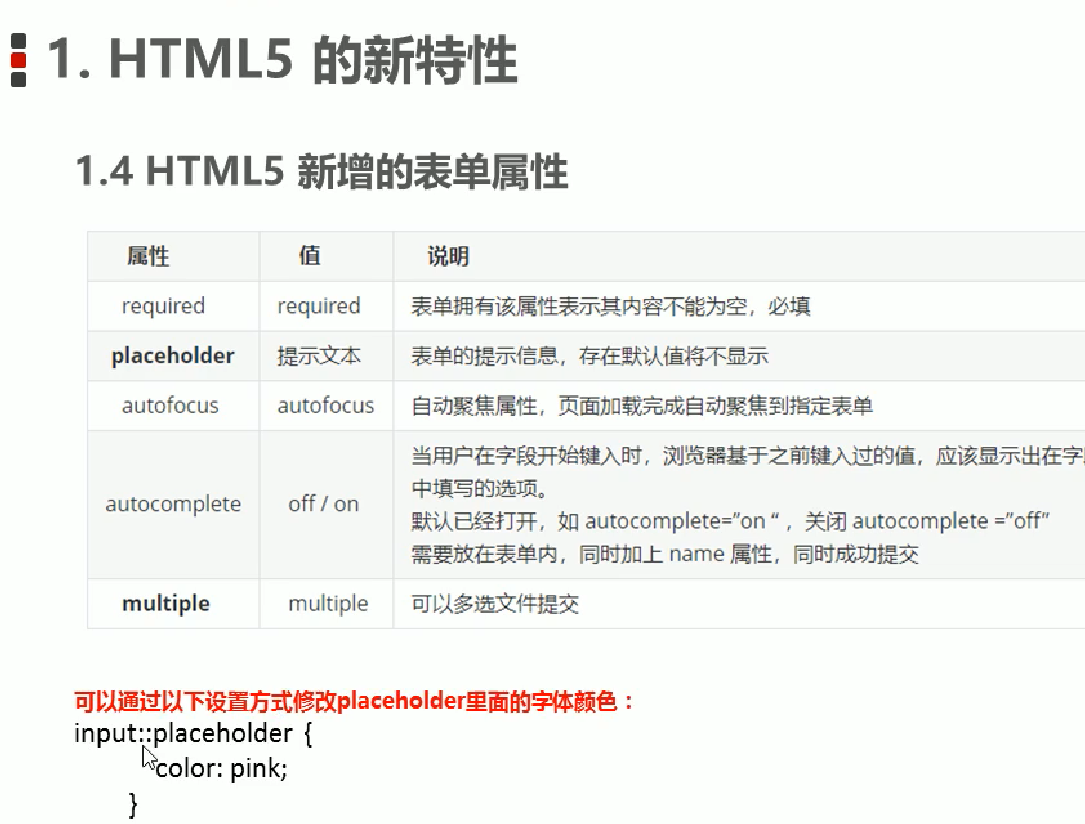 1. HTML5 的新特性
1.4 HTML5 新增的表单属性
属性 值 说明
required required 表单拥有该属性表示其内容不能为空，必填
placeholder 提示文本 表单的提示信息，存在默认值将不显示
autofocus autofocus 自动聚焦属性，页面加载完成自动聚焦到指定表单
autocomplete off / on 当用户在字段开始键入时，浏览器基于之前键入过的值，应该显示出在字
中填写的选项。
默认已经打开，如 autocomplete="on "，关闭 autocomplete ="off"
需要放在表单内，同时加上 name 属性，同时成功提交
multiple multiple 可以多选文件提交
可以通过以下设置方式修改placeholder里面的字体颜色：
input::placeholder {
color: pink;
}